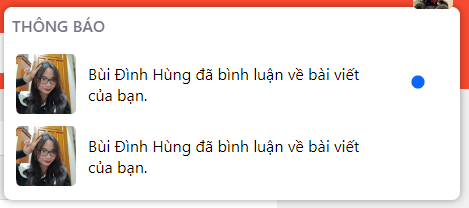 THÔNG BÁO
Bùi Đình Hùng đã bình luận về bài viết
của bạn.
Bùi Đình Hùng đã bình luận về bài viết
của bạn.